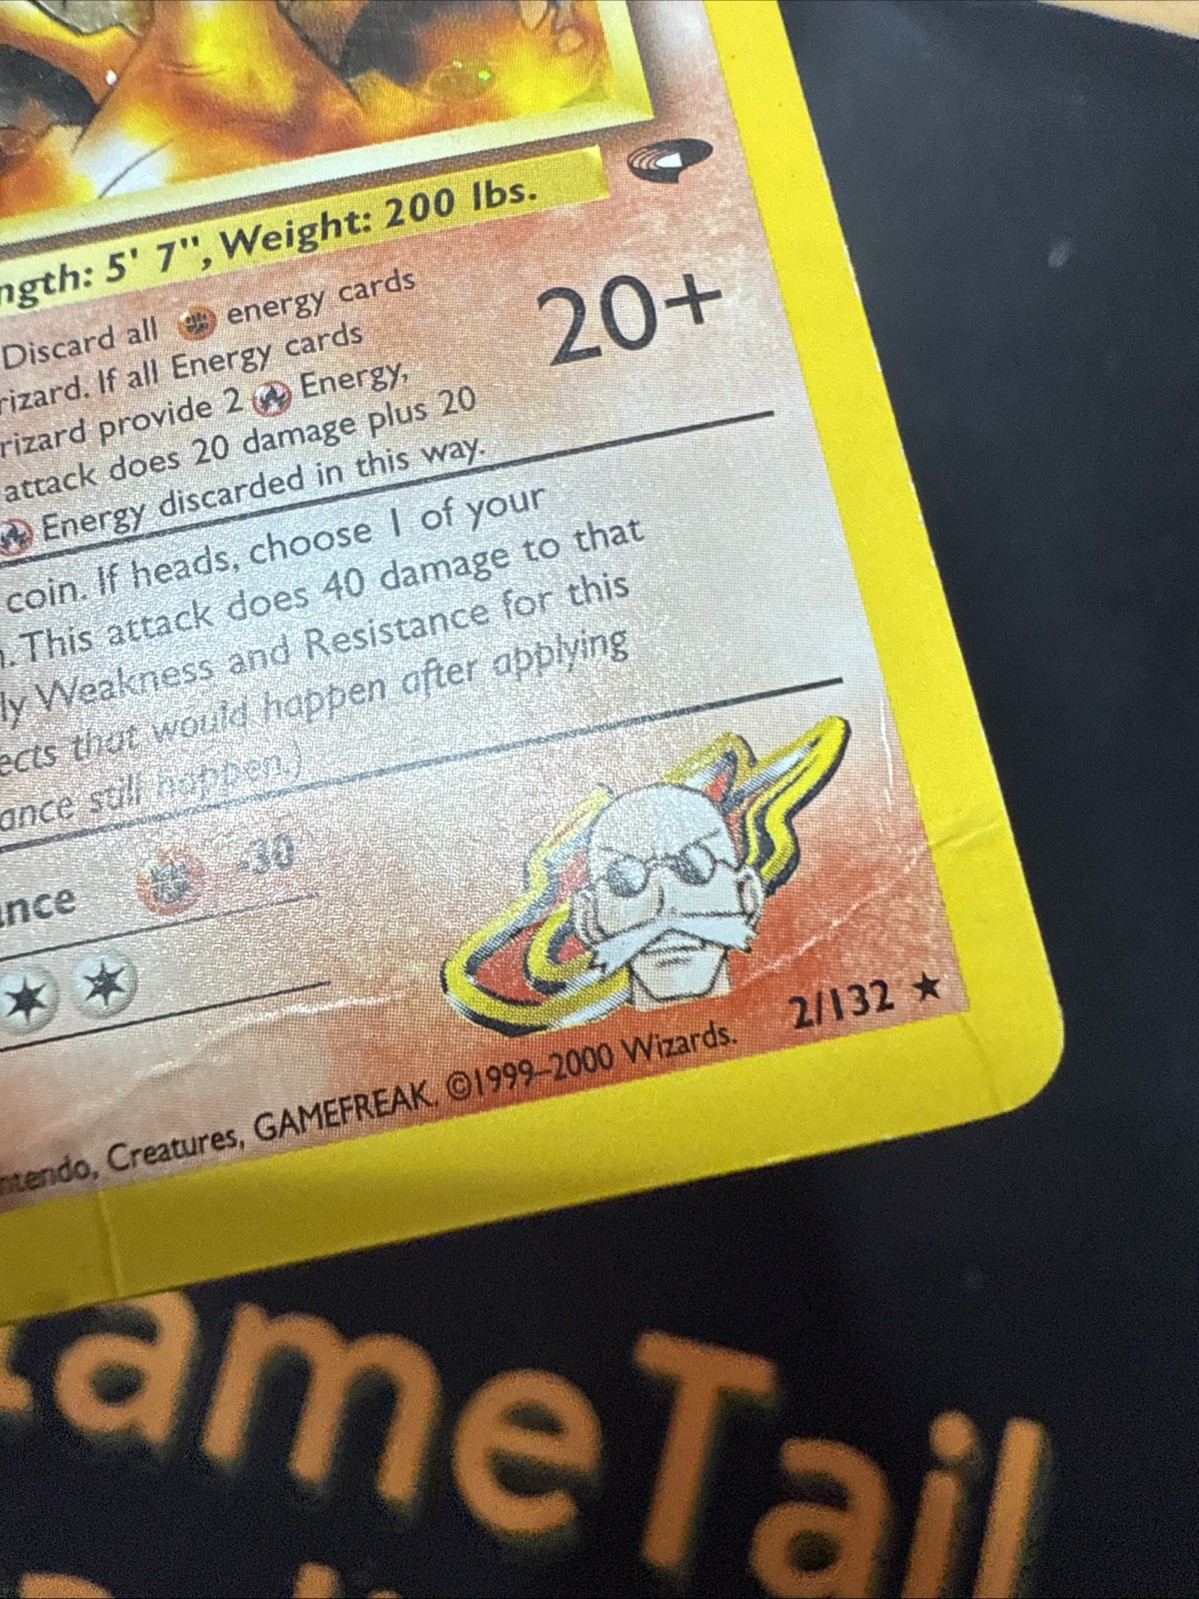 ngth: 5' 7", Weight: 200 lbs.
Discard all energy cards
rizard. If all Energy cards
rizard provide 2 Energy,
attack does 20 damage plus 20
Energy discarded in this way.
20+
coin. If heads, choose 1 of your
. This attack does 40 damage to that
ly Weakness and Resistance for this
ects that would happen after applying
ance still happen.)
ance -30
2/132 ★
ntendo, Creatures, GAMEFREAK. ©1999–2000 Wizards.
ameTail